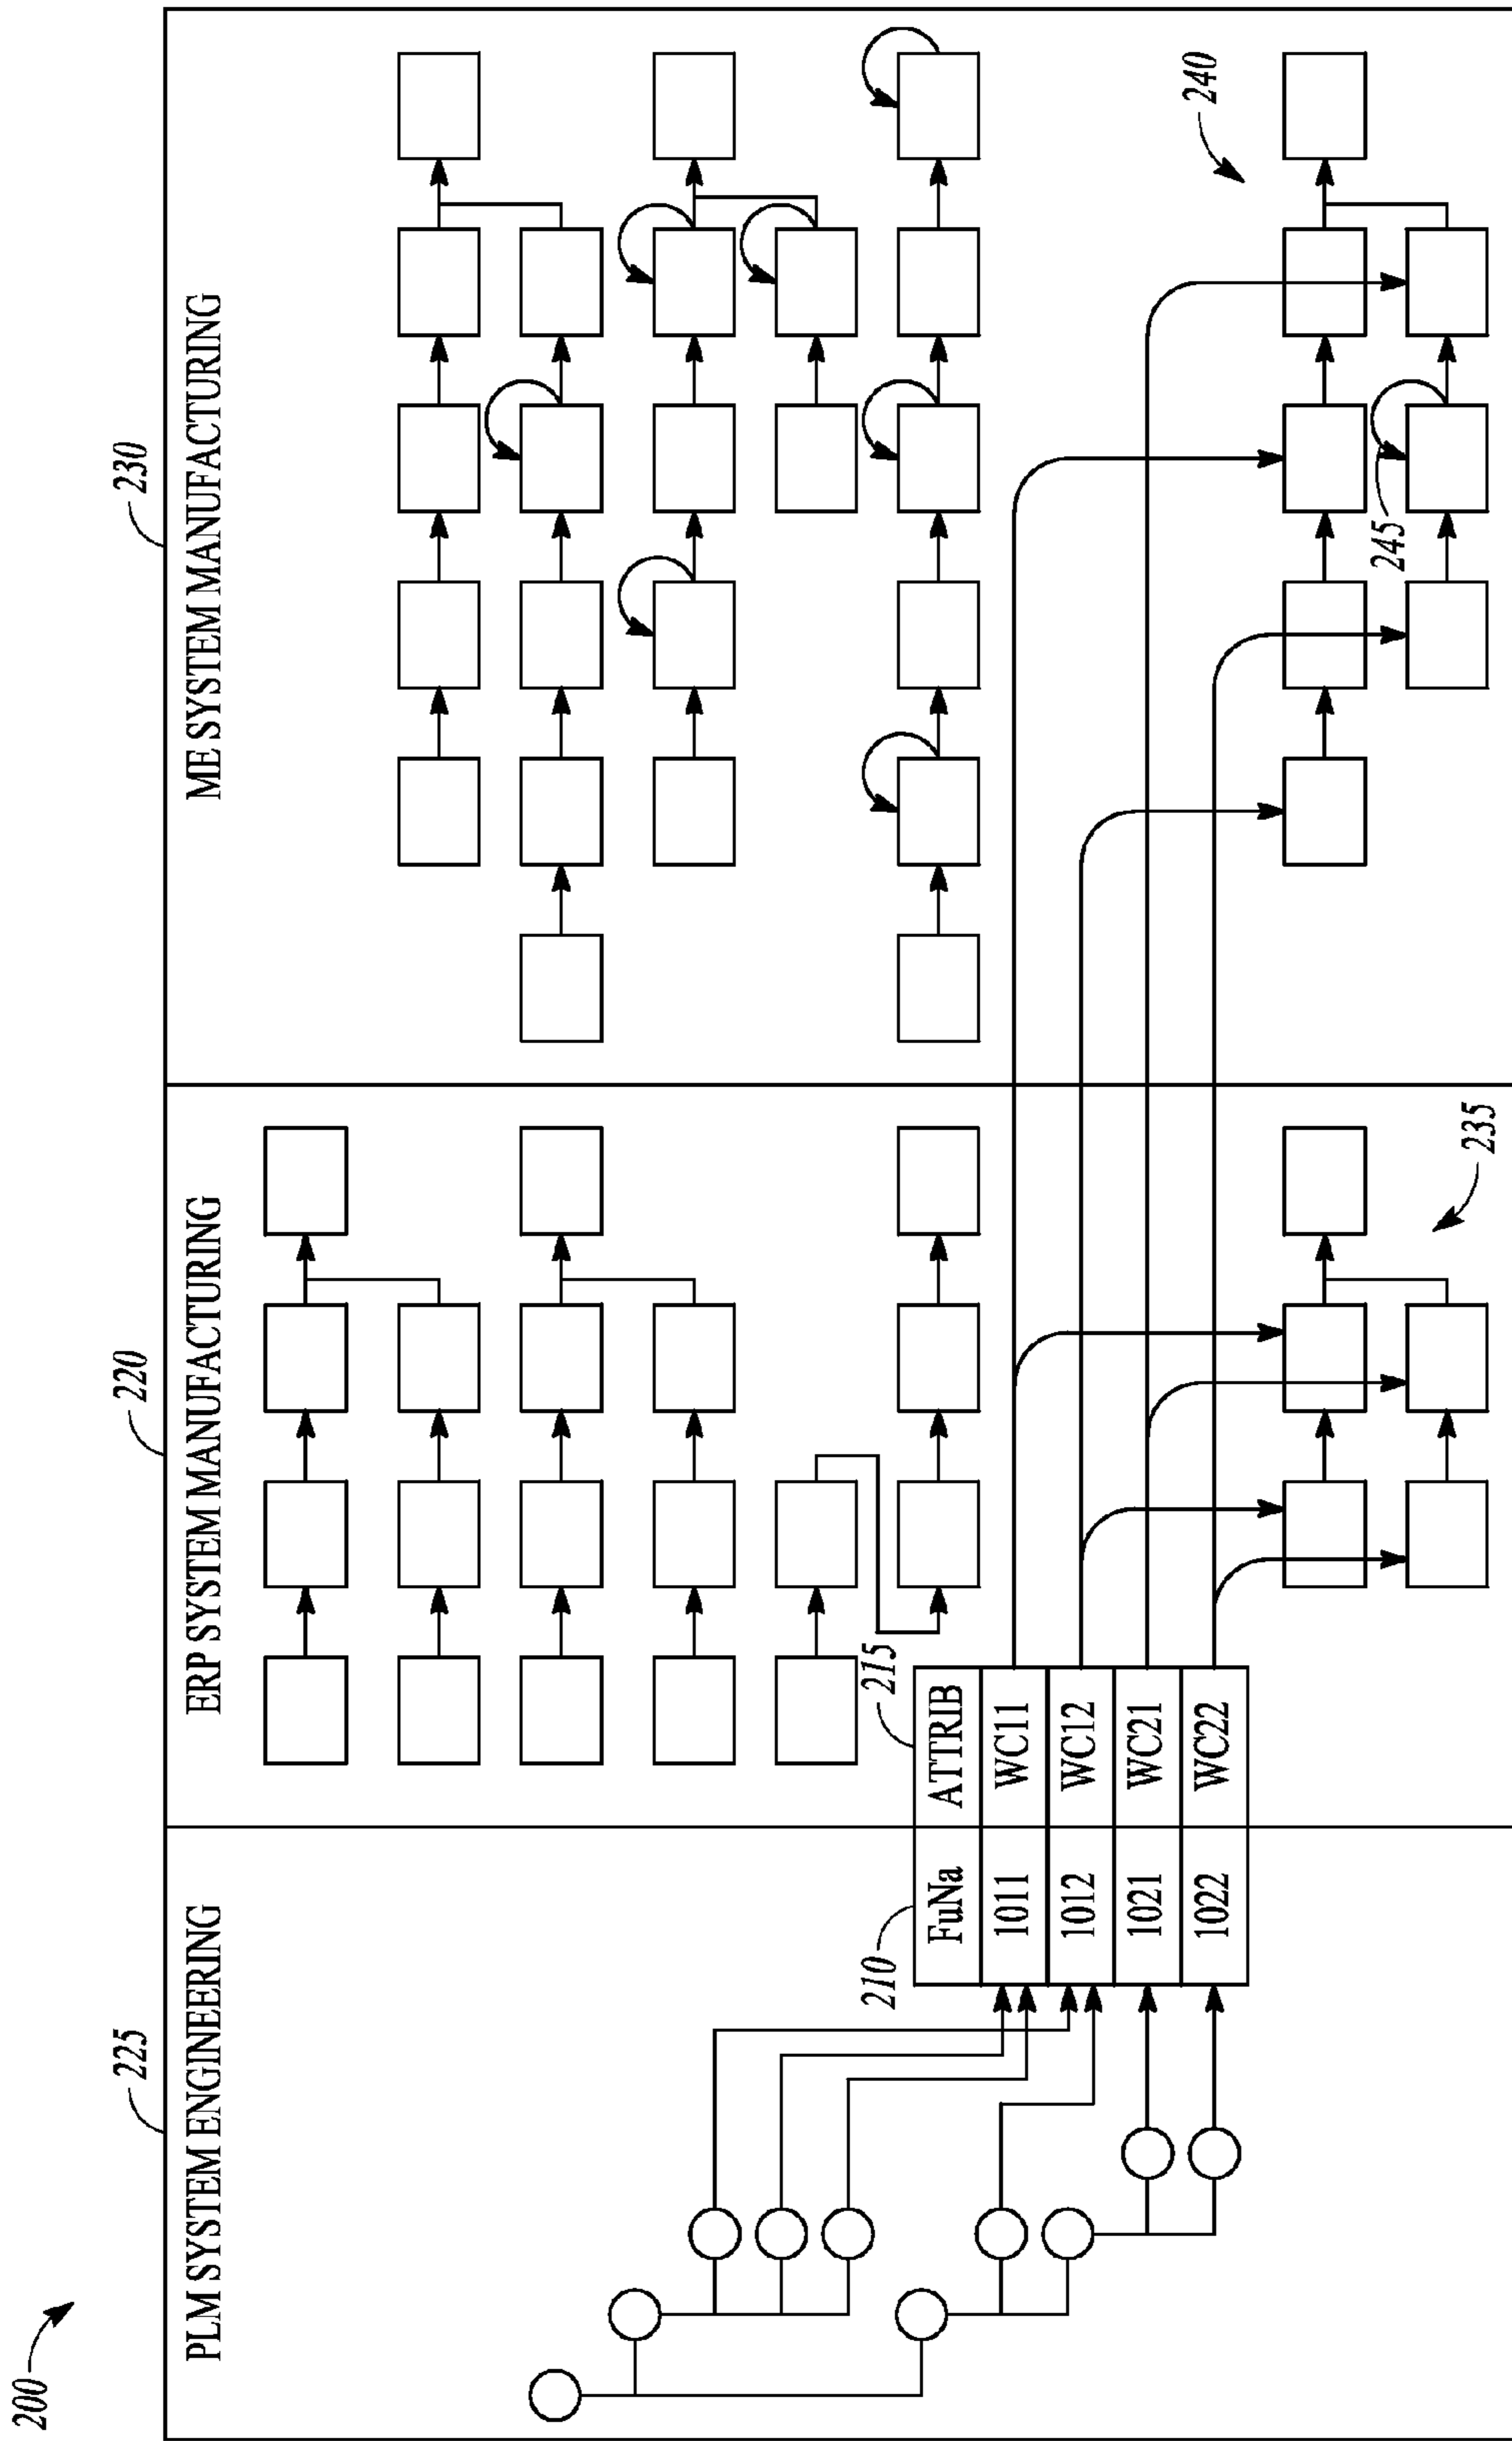 200
225
220
230
PLM SYSTEM ENGINEERING
ERP SYSTEM MANUFACTURING
ME SYSTEM MANUFACTURING
210
215
FuNa ATTRIB
1011 WC11
1012 WC12
1021 WC21
1022 WC22
240
245
235